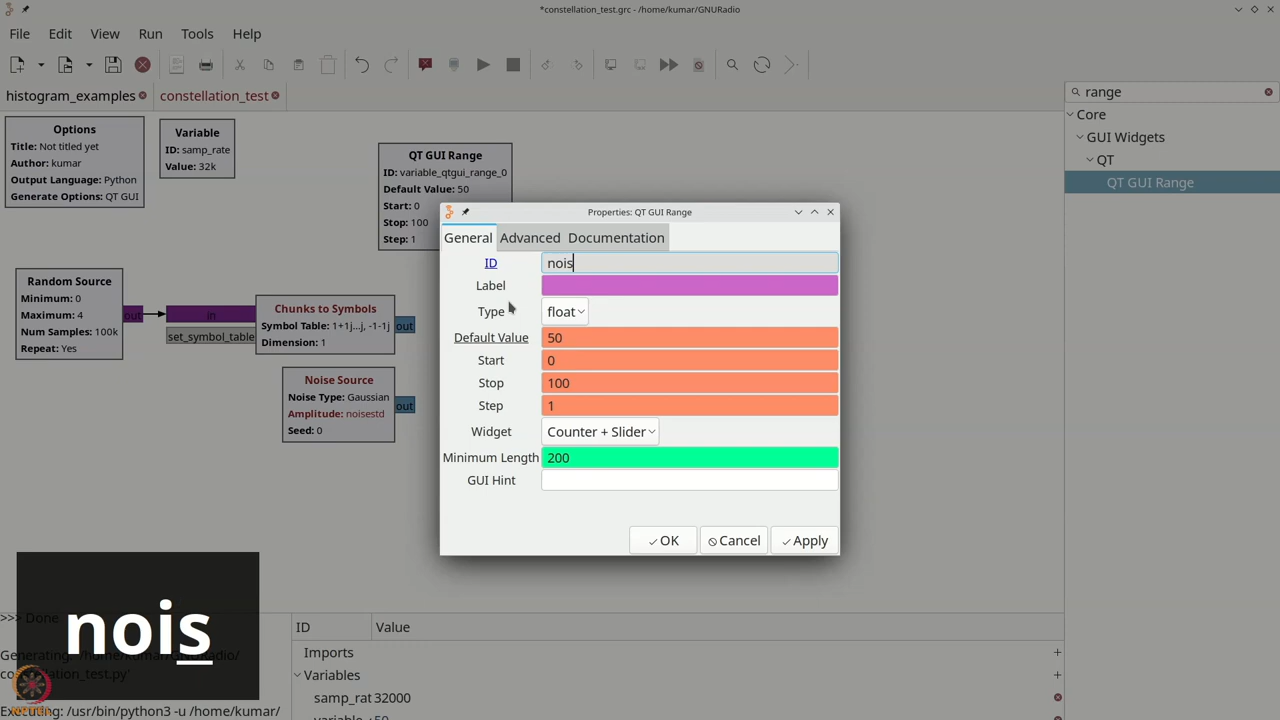 *constellation_test.grc - /home/kumar/GNURadio
File Edit View Run Tools Help
histogram_examples constellation_test
range
Core
GUI Widgets
QT
QT GUI Range
Options
Title: Not titled yet
Author: kumar
Output Language: Python
Generate Options: QT GUI
Variable
ID: samp_rate
Value: 32k
QT GUI Range
ID: variable_qtgui_range_0
Default Value: 50
Start: 0
Stop: 100
Step: 1
Random Source
Minimum: 0
Maximum: 4
Num Samples: 100k
Repeat: Yes
out
in
set_symbol_table
Chunks to Symbols
Symbol Table: 1+1j...j, -1-1j
Dimension: 1
out
Noise Source
Noise Type: Gaussian
Amplitude: noisestd
Seed: 0
out
Properties: QT GUI Range
General Advanced Documentation
ID nois
Label
Type float
Default Value 50
Start 0
Stop 100
Step 1
Widget Counter + Slider
Minimum Length 200
GUI Hint
OK Cancel Apply
nois
>>> Done
Generating: '/home/kumar/GNURadio/
constellation_test.py'
Executing: /usr/bin/python3 -u /home/kumar/
NPTEL
ID Value
Imports
Variables
samp_rat 32000